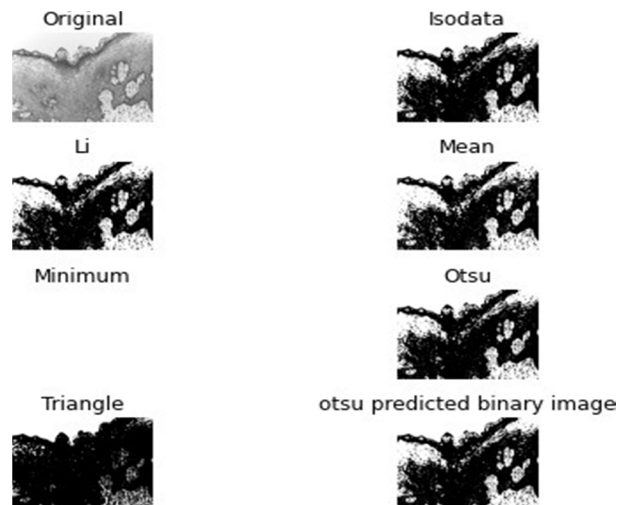 Original
Isodata
Li
Mean
Minimum
Otsu
Triangle
otsu predicted binary image